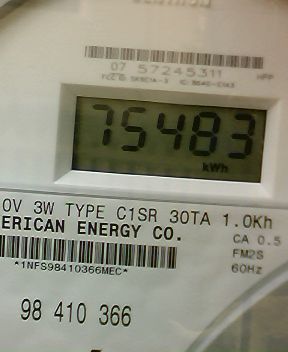 07 57245311
HPP
75483
kWh
0V 3W TYPE C1SR 30TA 1.0Kh
ERICAN ENERGY CO.
CA 0.5
FM2S
60Hz
*1NFS98410366MEC*
98 410 366